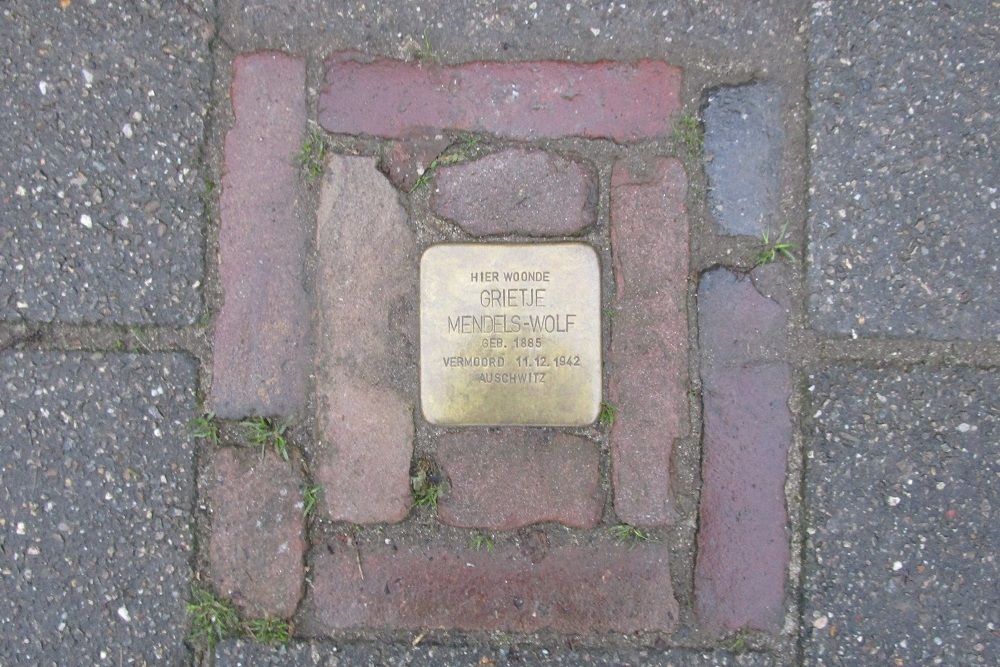 HIER WOONDE
GRIETJE
MENDELS-WOLF
GEB. 1885
VERMOORD 11.12.1942
AUSCHWITZ